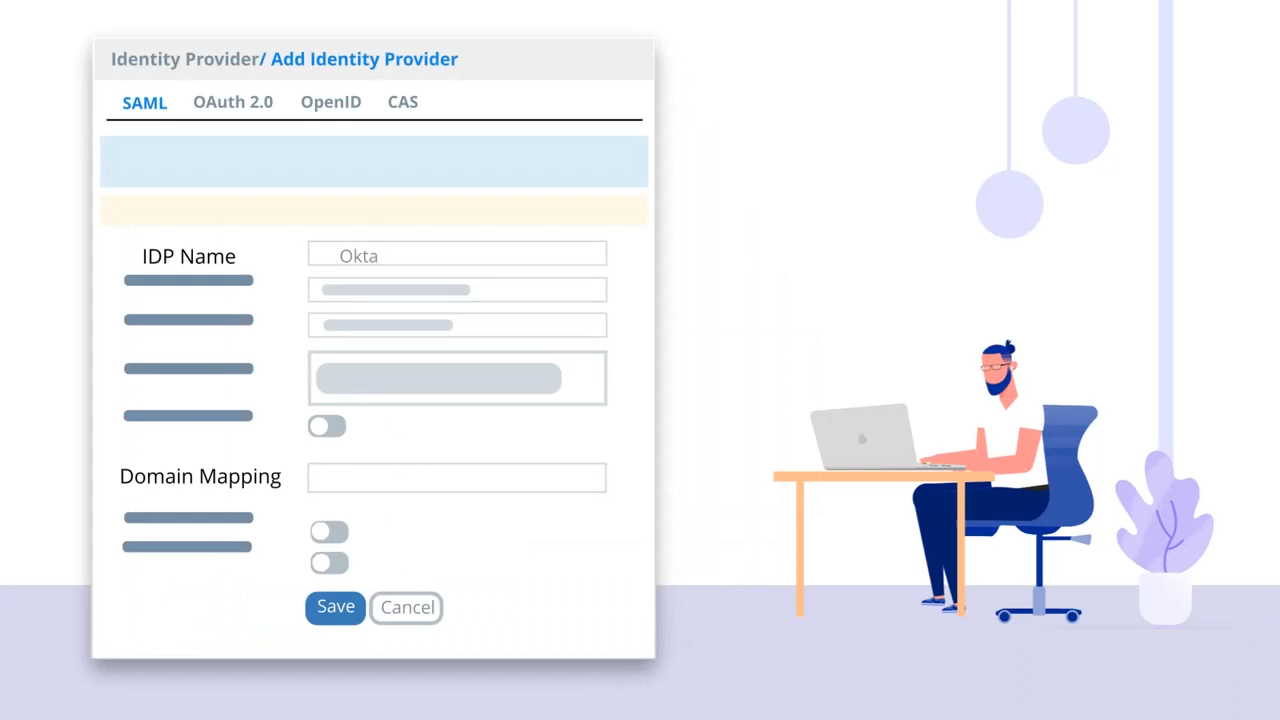 Identity Provider/ Add Identity Provider
SAML OAuth 2.0 OpenID CAS
IDP Name Okta
Domain Mapping
Save Cancel